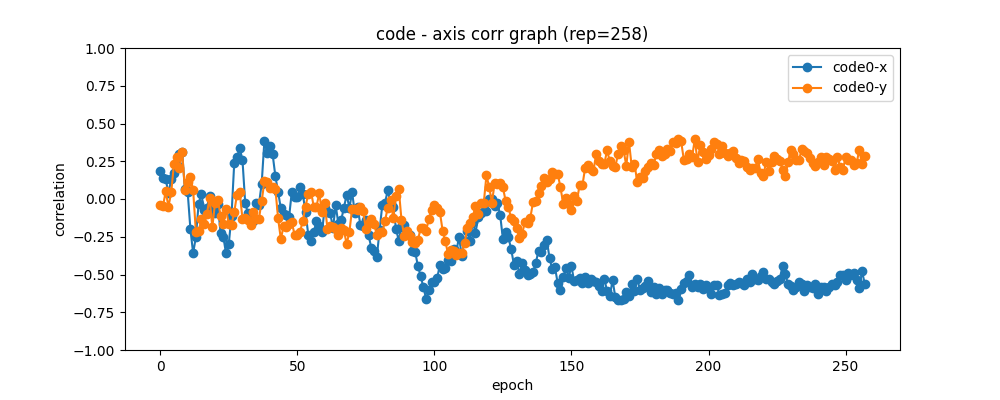 code - axis corr graph (rep=258)
1.00
0.75
0.50
0.25
0.00
−0.25
−0.50
−0.75
−1.00
correlation
code0-x
code0-y
0 50 100 150 200 250
epoch